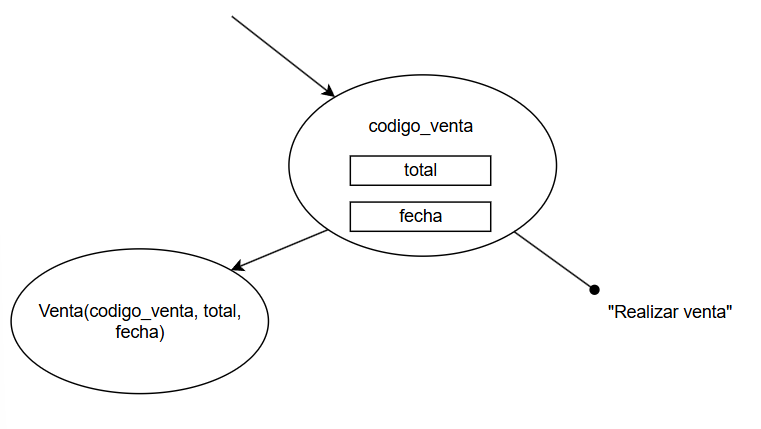 codigo_venta
total
fecha
Venta(codigo_venta, total,
fecha)
"Realizar venta"